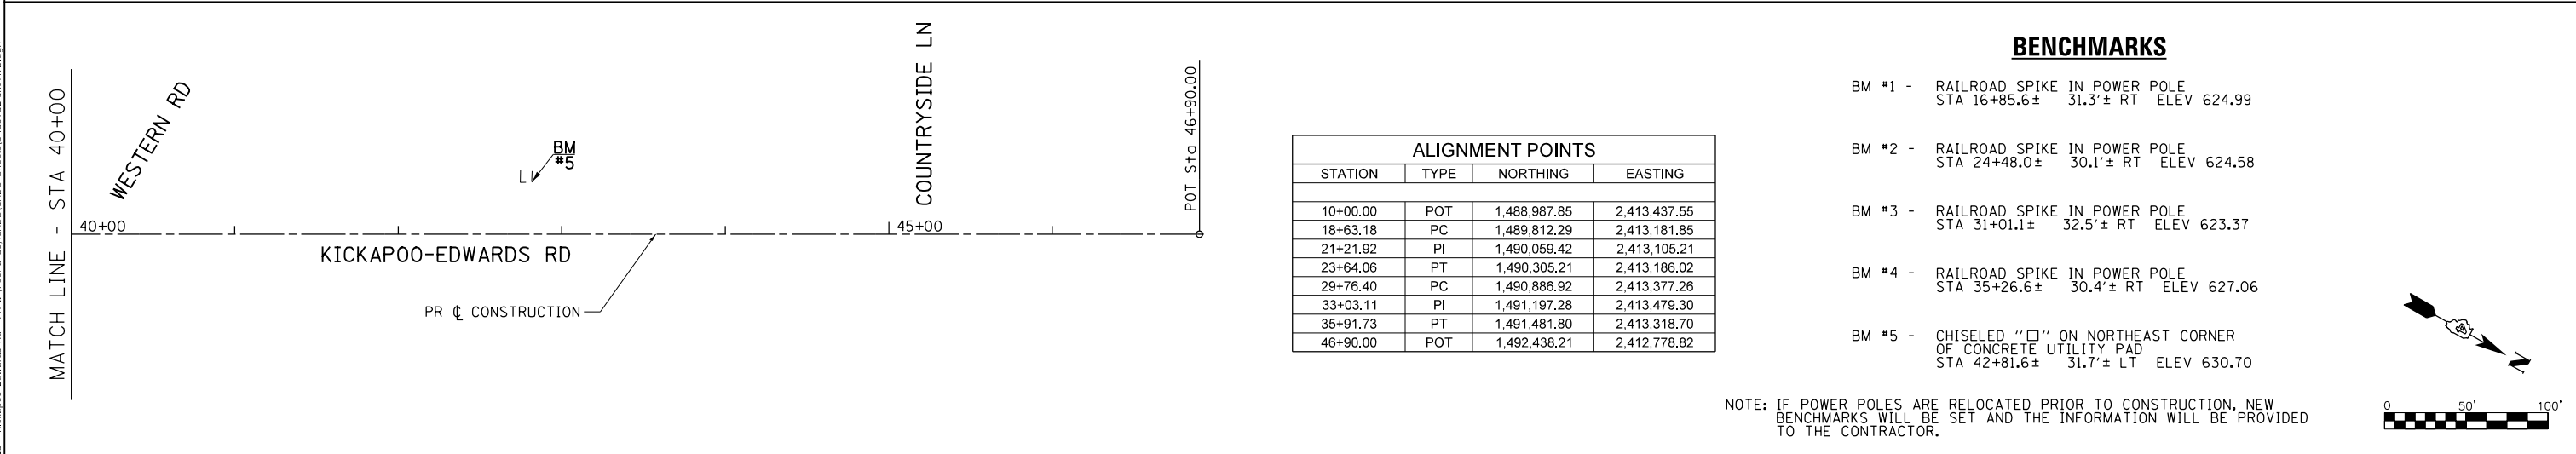 MATCH LINE - STA 40+00
WESTERN RD
40+00
KICKAPOO-EDWARDS RD
BM
#5
PR ℄ CONSTRUCTION
COUNTRYSIDE LN
45+00
POT Sta 46+90.00
ALIGNMENT POINTS
STATION TYPE NORTHING EASTING
10+00.00 POT 1,488,987.85 2,413,437.55
18+63.18 PC 1,489,812.29 2,413,181.85
21+21.92 PI 1,490,059.42 2,413,105.21
23+64.06 PT 1,490,305.21 2,413,186.02
29+76.40 PC 1,490,886.92 2,413,377.26
33+03.11 PI 1,491,197.28 2,413,479.30
35+91.73 PT 1,491,481.80 2,413,318.70
46+90.00 POT 1,492,438.21 2,412,778.82
BENCHMARKS
BM #1 - RAILROAD SPIKE IN POWER POLE
STA 16+85.6± 31.3'± RT ELEV 624.99
BM #2 - RAILROAD SPIKE IN POWER POLE
STA 24+48.0± 30.1'± RT ELEV 624.58
BM #3 - RAILROAD SPIKE IN POWER POLE
STA 31+01.1± 32.5'± RT ELEV 623.37
BM #4 - RAILROAD SPIKE IN POWER POLE
STA 35+26.6± 30.4'± RT ELEV 627.06
BM #5 - CHISELED "□" ON NORTHEAST CORNER
OF CONCRETE UTILITY PAD
STA 42+81.6± 31.7'± LT ELEV 630.70
NOTE: IF POWER POLES ARE RELOCATED PRIOR TO CONSTRUCTION, NEW
BENCHMARKS WILL BE SET AND THE INFORMATION WILL BE PROVIDED
TO THE CONTRACTOR.
N
0 50' 100'